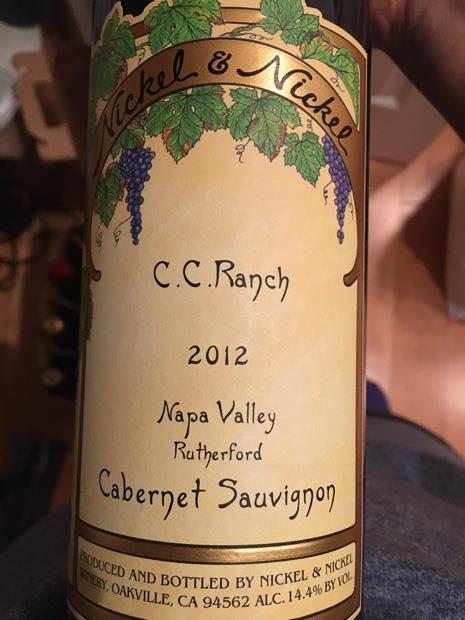 Nickel & Nickel
C.C.Ranch
2012
Napa Valley
Rutherford
Cabernet Sauvignon
PRODUCED AND BOTTLED BY NICKEL & NICKEL
WINERY, OAKVILLE, CA 94562 ALC. 14.4% BY VOL.